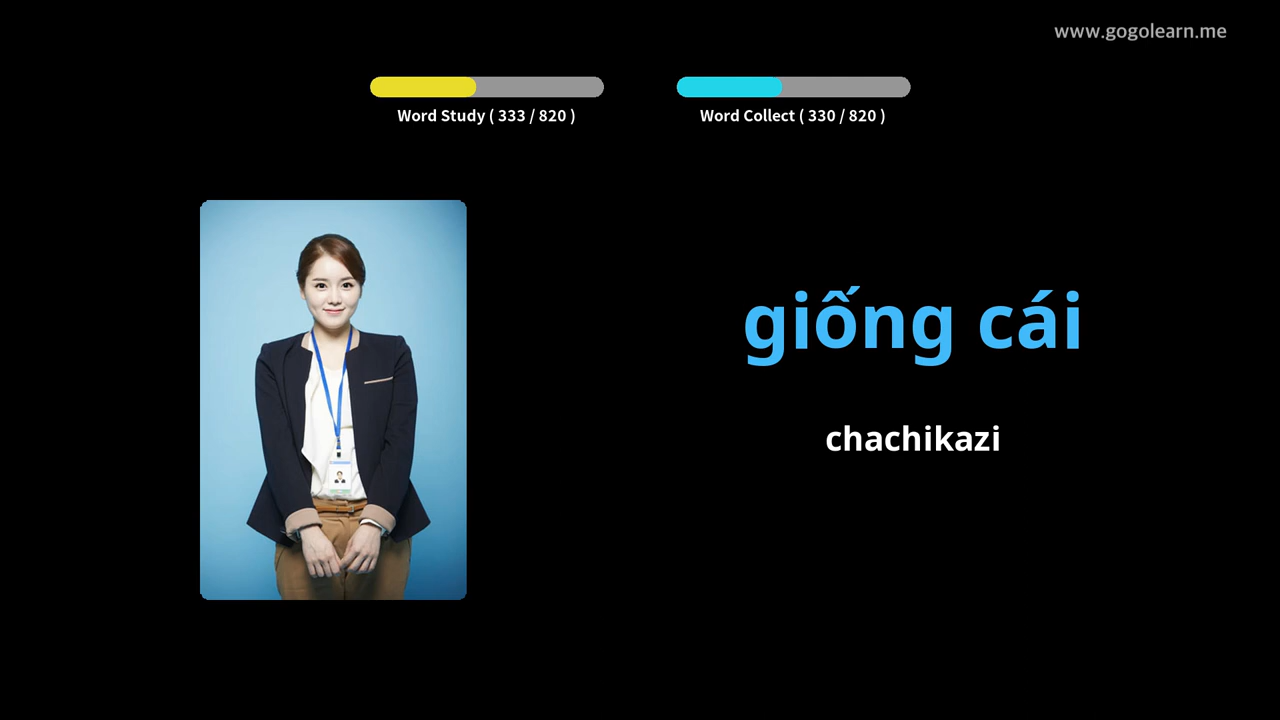 www.gogolearn.me
Word Study ( 333 / 820 )
Word Collect ( 330 / 820 )
giống cái
chachikazi